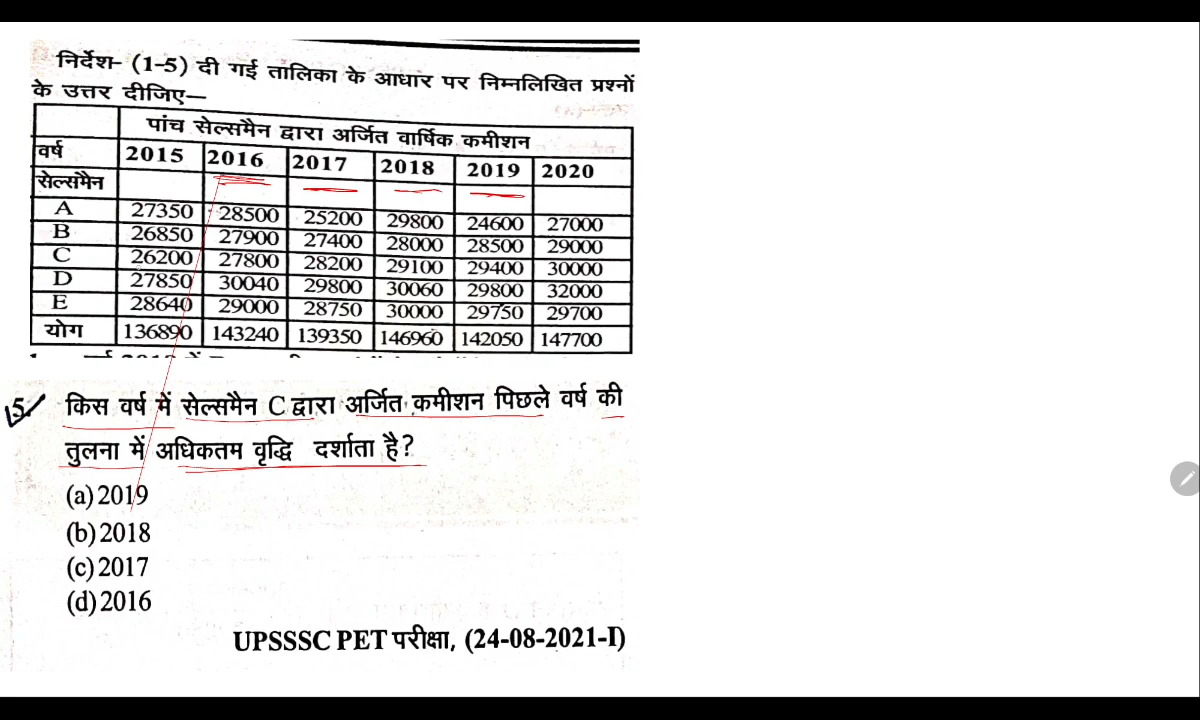 निर्देश- (1-5) दी गई तालिका के आधार पर निम्नलिखित प्रश्नों
के उत्तर दीजिए—
पांच सेल्समैन द्वारा अर्जित वार्षिक कमीशन
वर्ष 2015 2016 2017 2018 2019 2020
सेल्समैन
A 27350 28500 25200 29800 24600 27000
B 26850 27900 27400 28000 28500 29000
C 26200 27800 28200 29100 29400 30000
D 27850 30040 29800 30060 29800 32000
E 28640 29000 28750 30000 29750 29700
योग 136890 143240 139350 146960 142050 147700
5. किस वर्ष में सेल्समैन C द्वारा अर्जित कमीशन पिछले वर्ष की
तुलना में अधिकतम वृद्धि दर्शाता है?
(a) 2019
(b) 2018
(c) 2017
(d) 2016
UPSSSC PET परीक्षा, (24-08-2021-I)